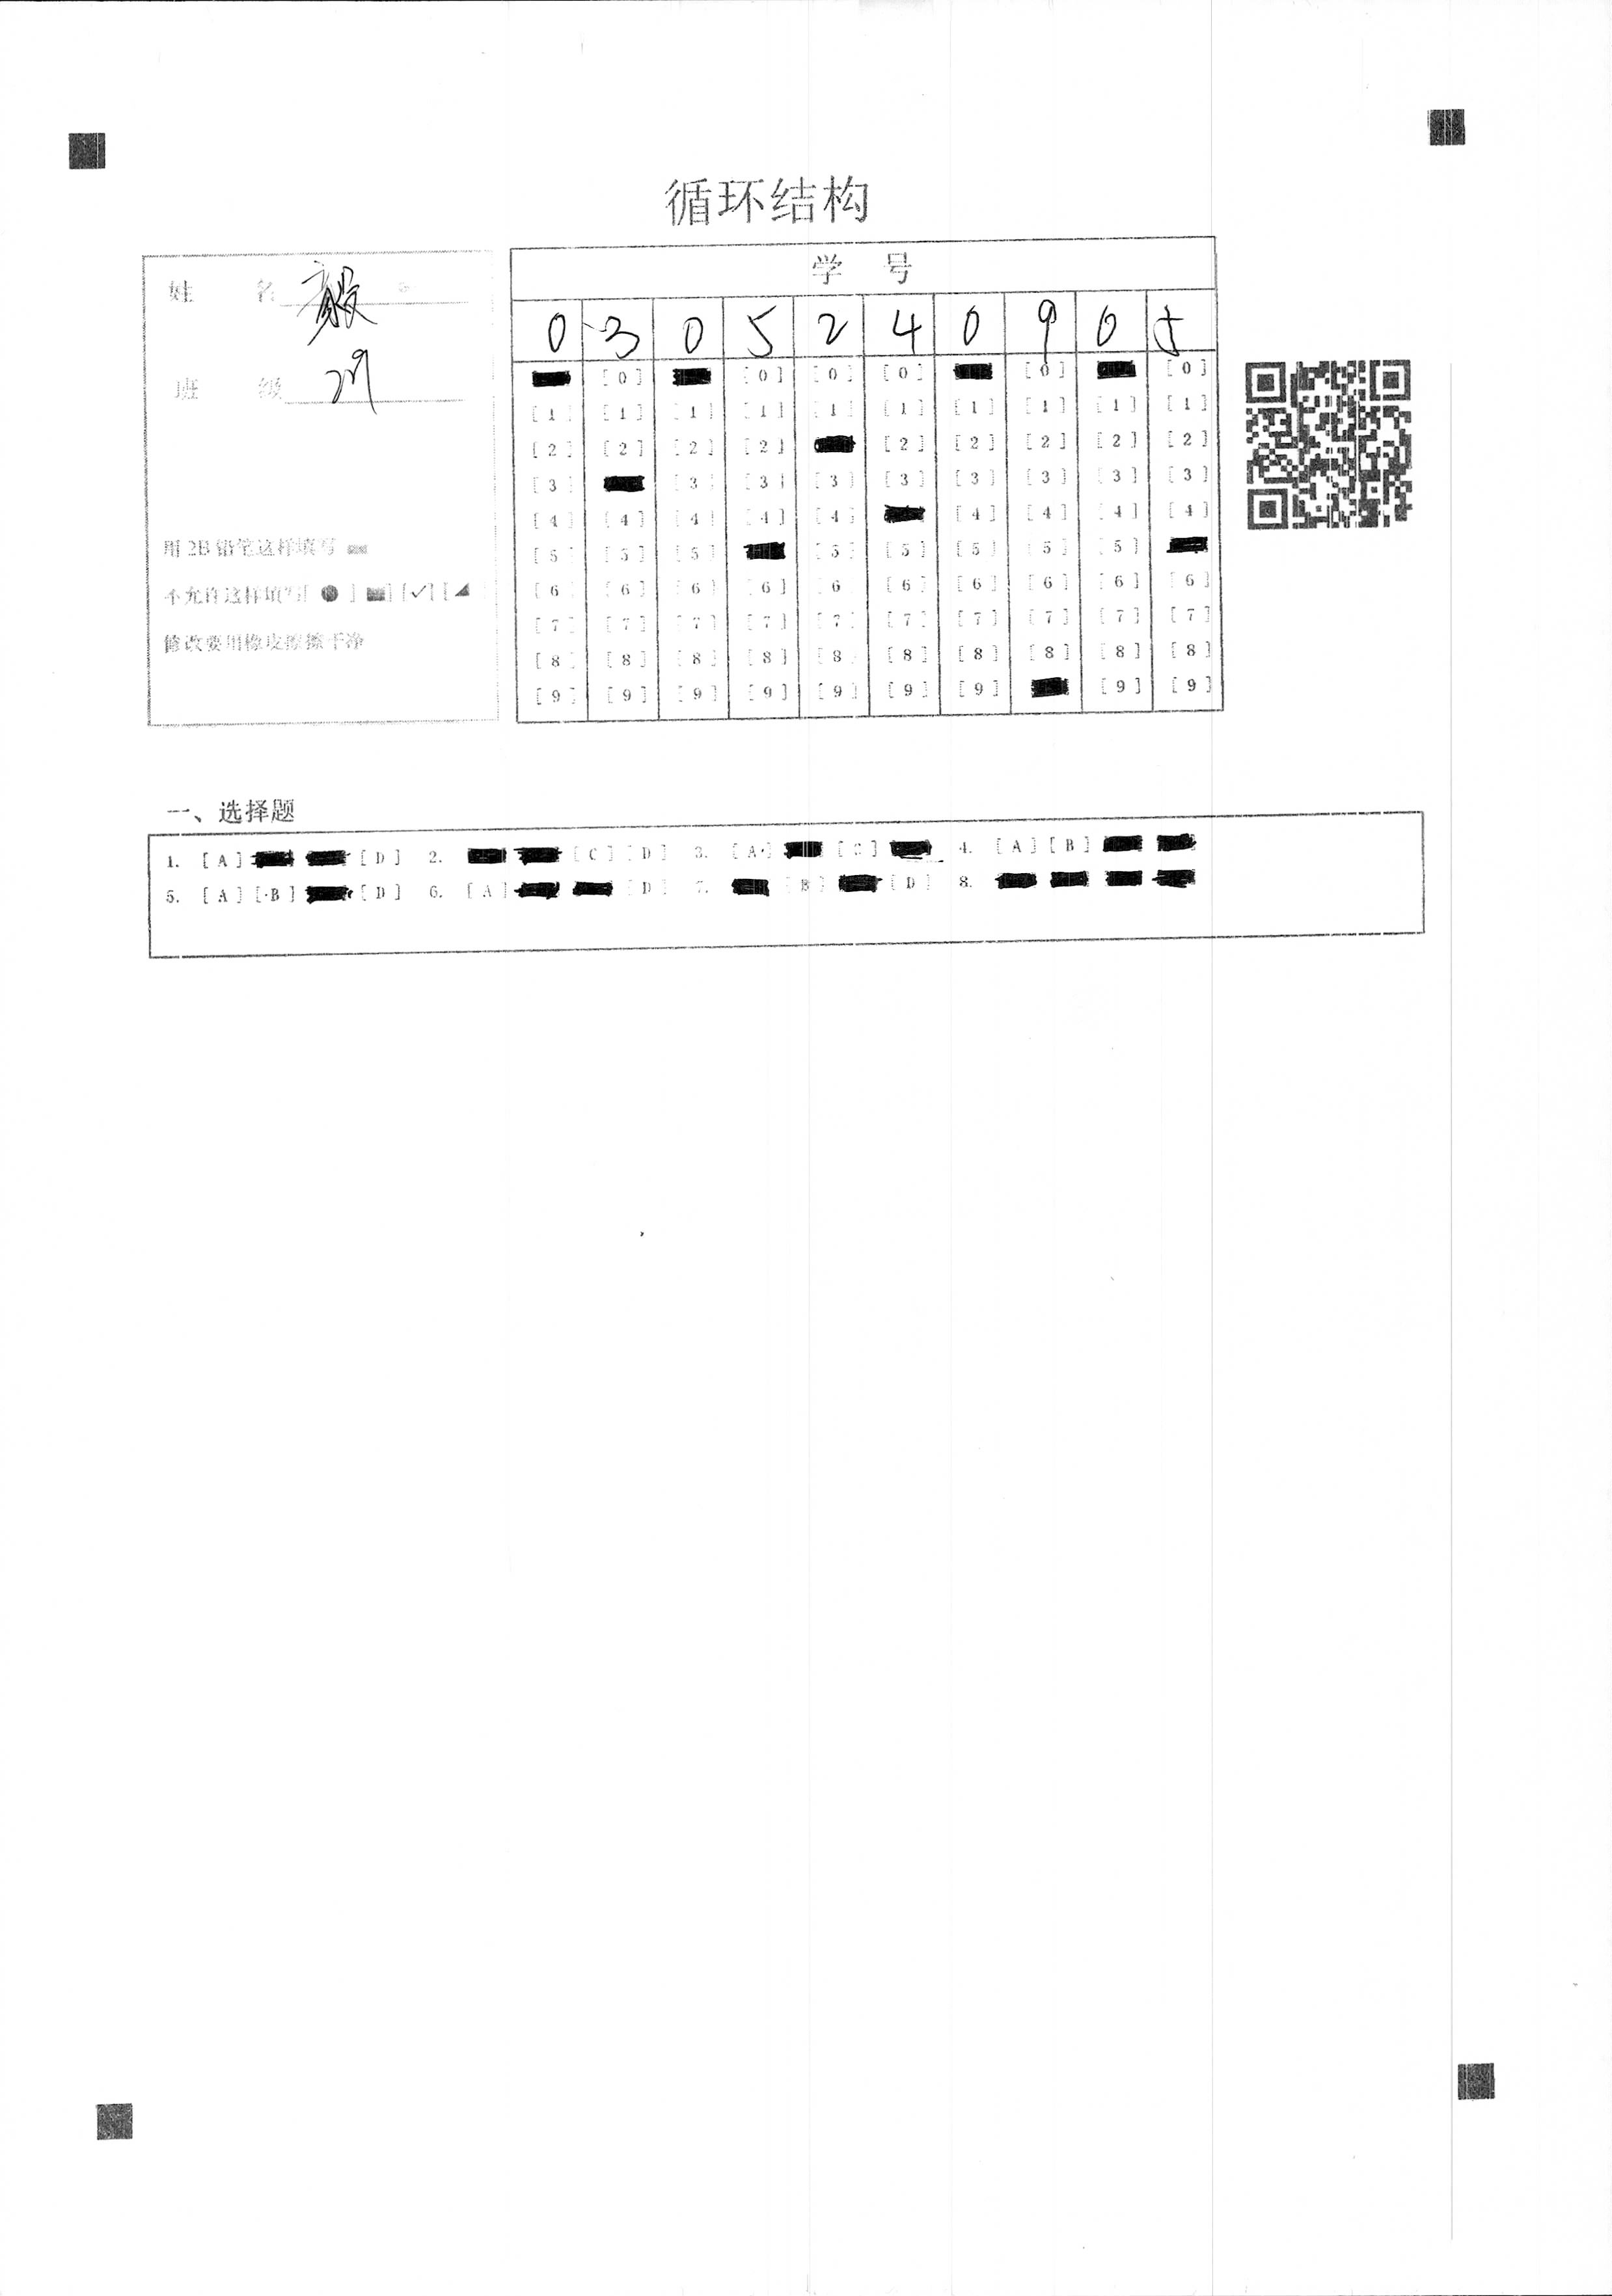 循环结构
姓 名
班 级
用2B铅笔这样填写
不允许这样填写[ ● ] [ ] [✓] [◢
修改要用橡皮擦擦干净
学 号
0 3 0 5 2 4 0 9 0 5
[0] [0] [0] [0] [0] [0]
[1] [1] [1] [1] [1] [1] [1] [1] [1] [1]
[2] [2] [2] [2] [2] [2] [2] [2] [2]
[3] [3] [3] [3] [3] [3] [3] [3] [3]
[4] [4] [4] [4] [4] [4] [4] [4] [4]
[5] [5] [5] [5] [5] [5] [5] [5]
[6] [6] [6] [6] [6] [6] [6] [6] [6] [6]
[7] [7] [7] [7] [7] [7] [7] [7] [7] [7]
[8] [8] [8] [8] [8] [8] [8] [8] [8] [8]
[9] [9] [9] [9] [9] [9] [9] [9] [9]
一、选择题
1. [A] [D] 2. [C] [D] 3. [A] [C] 4. [A] [B]
5. [A] [B] [D] 6. [A] [D] 7. [B] [D] 8.